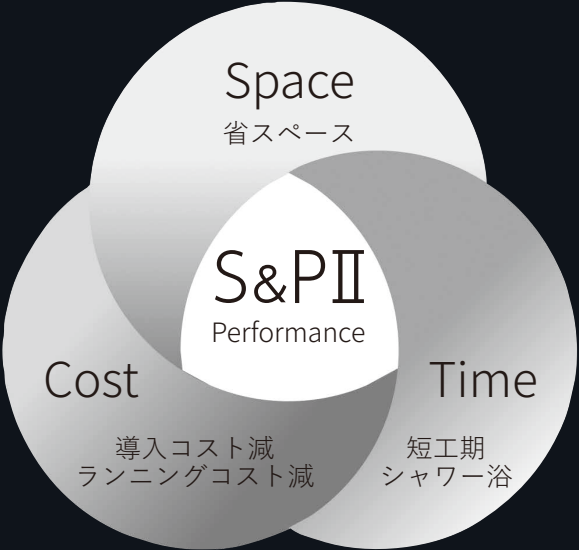 Space
省スペース
S&PⅡ
Performance
Cost
導入コスト減
ランニングコスト減
Time
短工期
シャワー浴